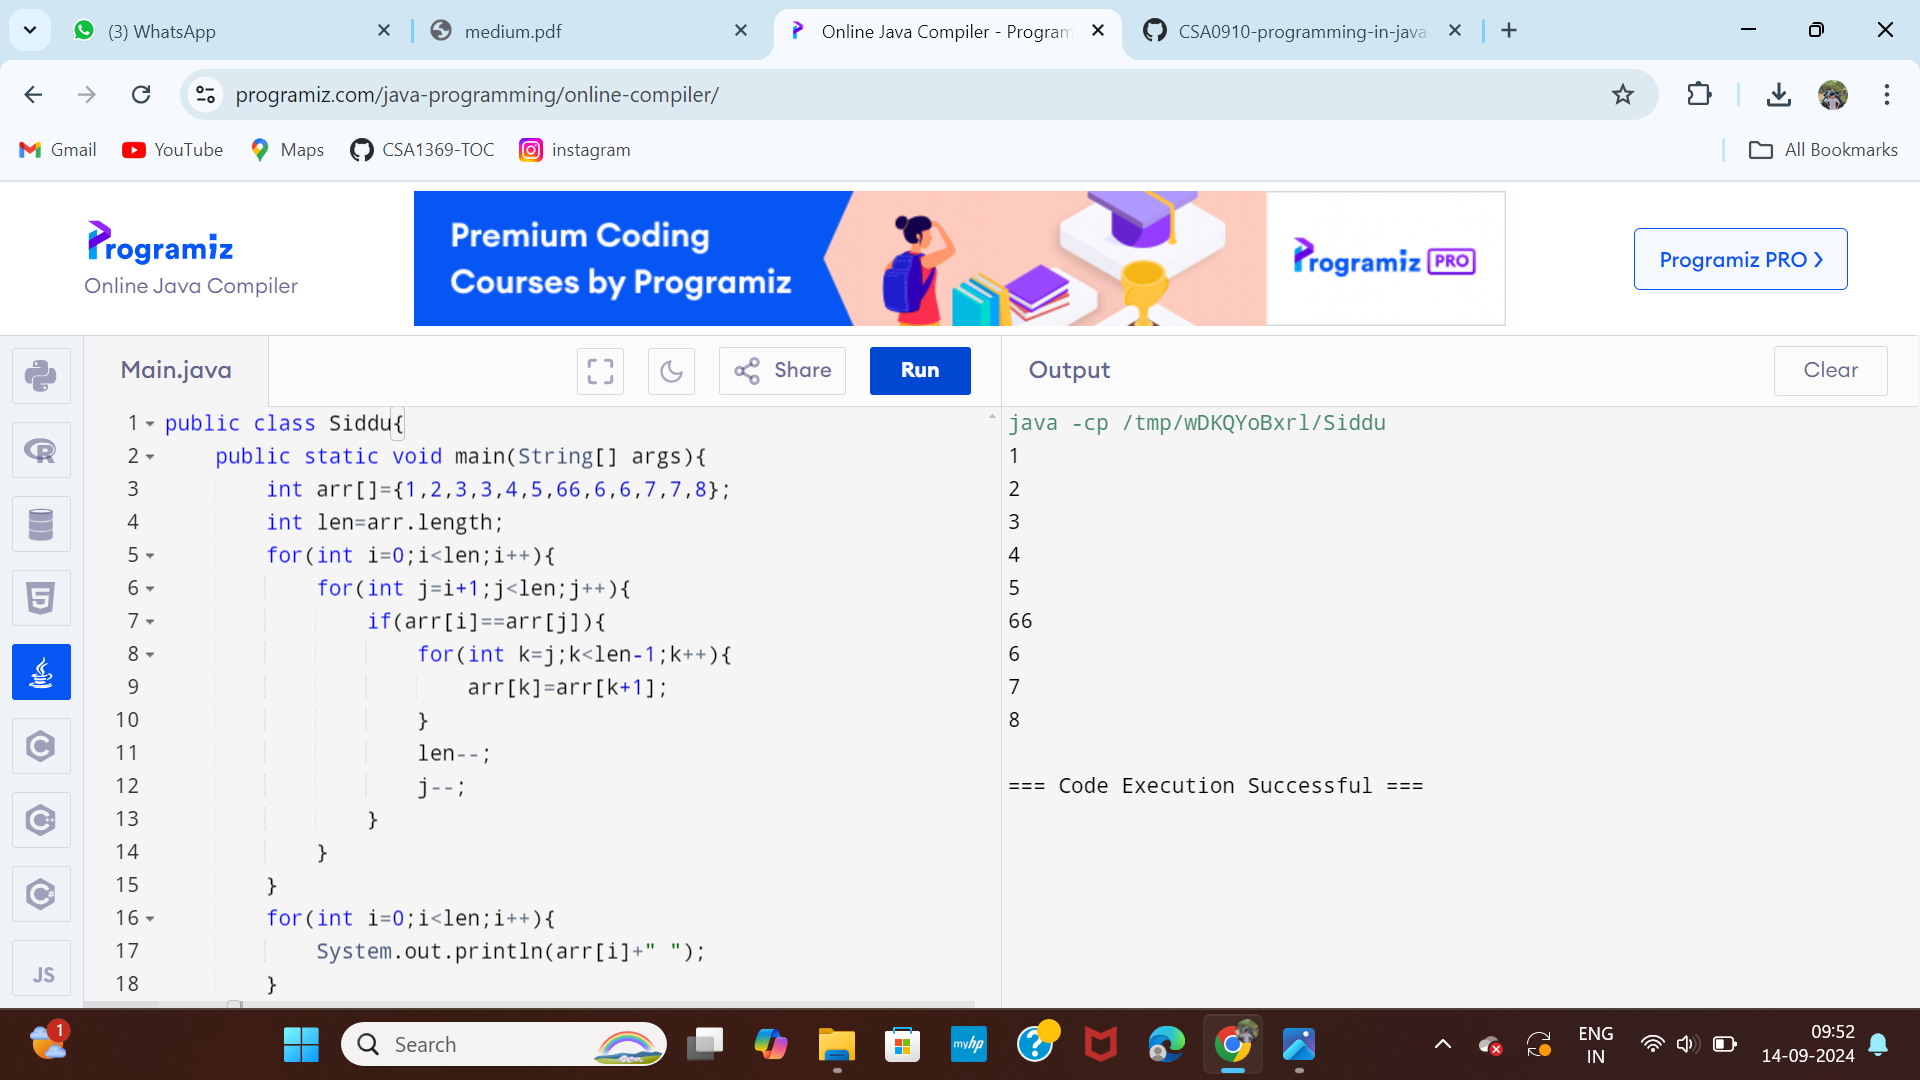 (3) WhatsApp
medium.pdf
Online Java Compiler - Program
CSA0910-programming-in-java
programiz.com/java-programming/online-compiler/
Gmail
YouTube
Maps
CSA1369-TOC
instagram
All Bookmarks
Programiz
Online Java Compiler
Premium Coding
Courses by Programiz
Programiz PRO
Programiz PRO ❯
Main.java
Share
Run
Output
Clear
1 public class Siddu{
2     public static void main(String[] args){
3         int arr[]={1,2,3,3,4,5,66,6,6,7,7,8};
4         int len=arr.length;
5         for(int i=0;i<len;i++){
6             for(int j=i+1;j<len;j++){
7                 if(arr[i]==arr[j]){
8                     for(int k=j;k<len-1;k++){
9                         arr[k]=arr[k+1];
10                     }
11                     len--;
12                     j--;
13                 }
14             }
15         }
16         for(int i=0;i<len;i++){
17             System.out.println(arr[i]+" ");
18         }
java -cp /tmp/wDKQYoBxrl/Siddu
1
2
3
4
5
66
6
7
8
=== Code Execution Successful ===
R
5
C
C
C#
JS
1
Search
myhp
?
ENG
IN
09:52
14-09-2024